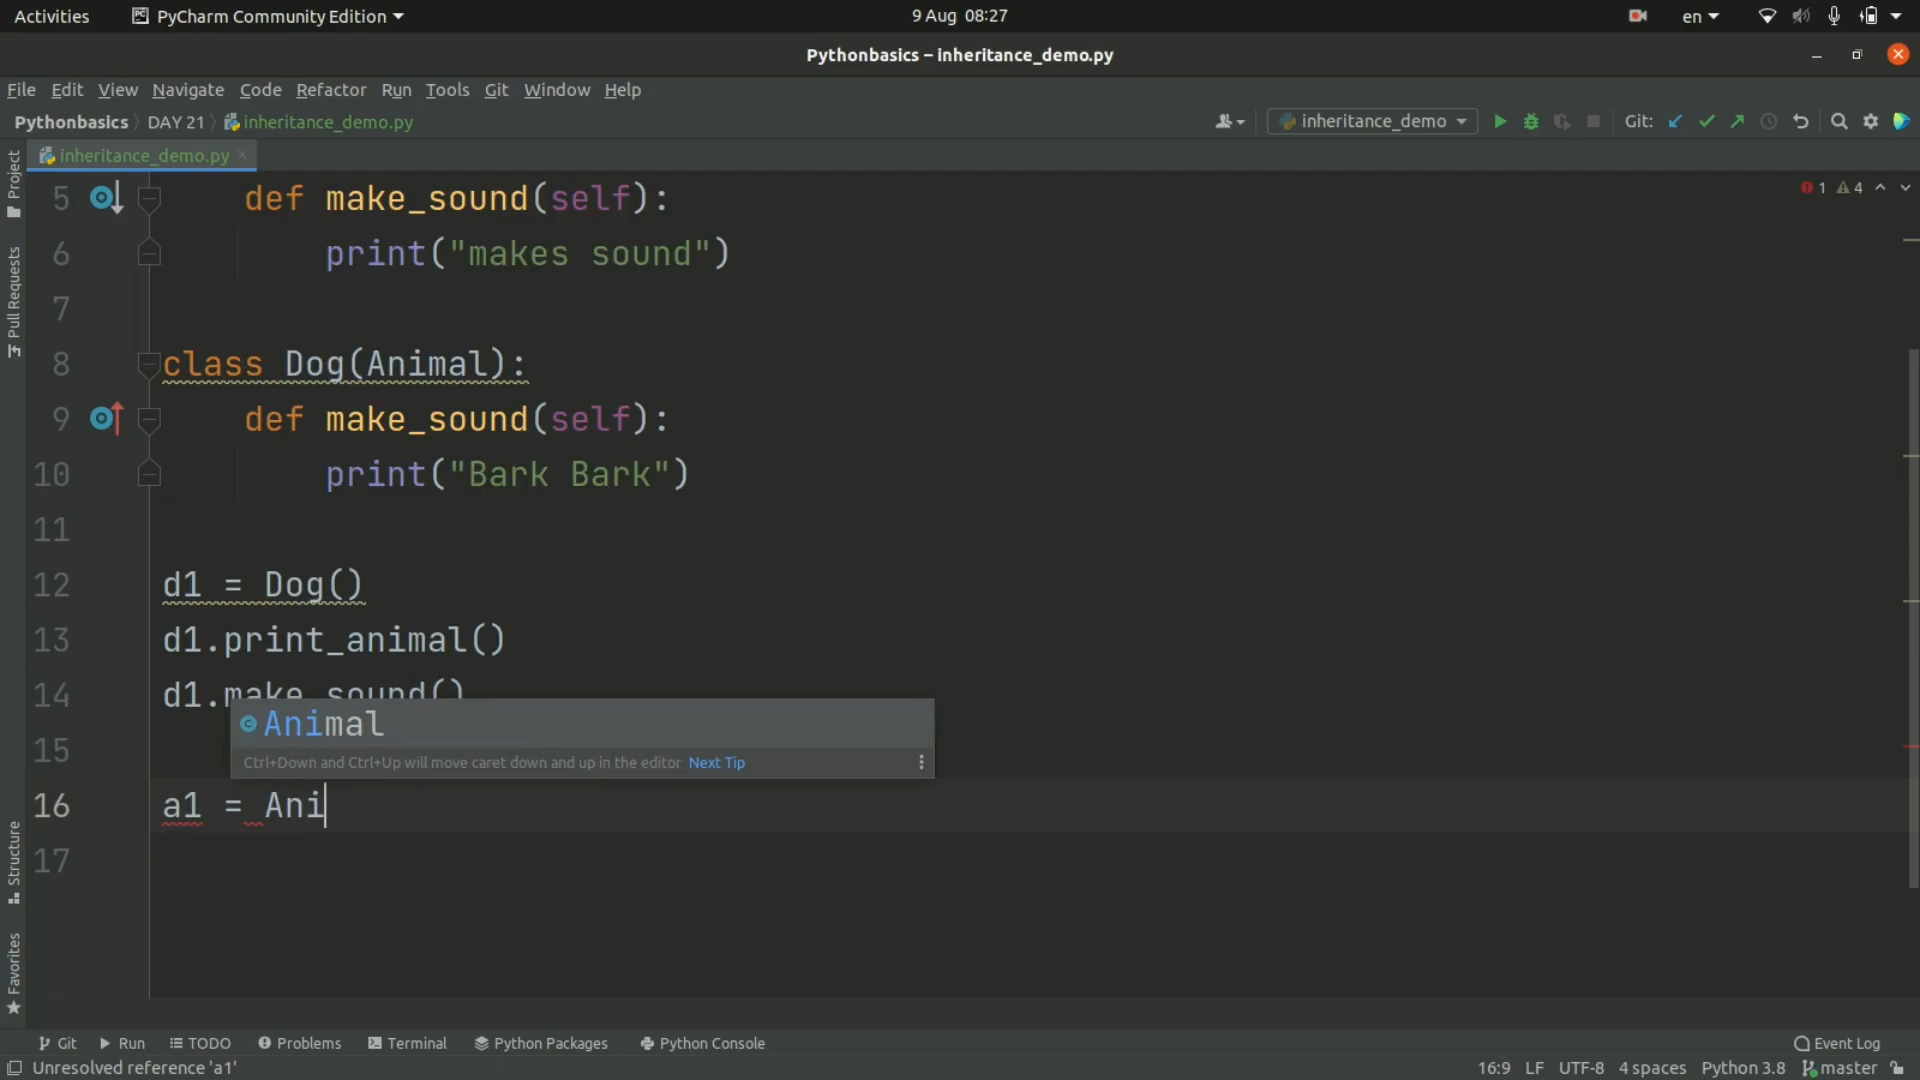 Activities PyCharm Community Edition 9 Aug 08:27 en
Pythonbasics – inheritance_demo.py
File Edit View Navigate Code Refactor Run Tools Git Window Help
Pythonbasics DAY 21 inheritance_demo.py inheritance_demo Git:
inheritance_demo.py
Project
Pull Requests
Structure
Favorites
5 def make_sound(self): 1 4
6 print("makes sound")
7
8 class Dog(Animal):
9 def make_sound(self):
10 print("Bark Bark")
11
12 d1 = Dog()
13 d1.print_animal()
14 d1.make_sound()
Animal
15
Ctrl+Down and Ctrl+Up will move caret down and up in the editor Next Tip
16 a1 = Ani
17
Git Run TODO Problems Terminal Python Packages Python Console Event Log
Unresolved reference 'a1' 16:9 LF UTF-8 4 spaces Python 3.8 master